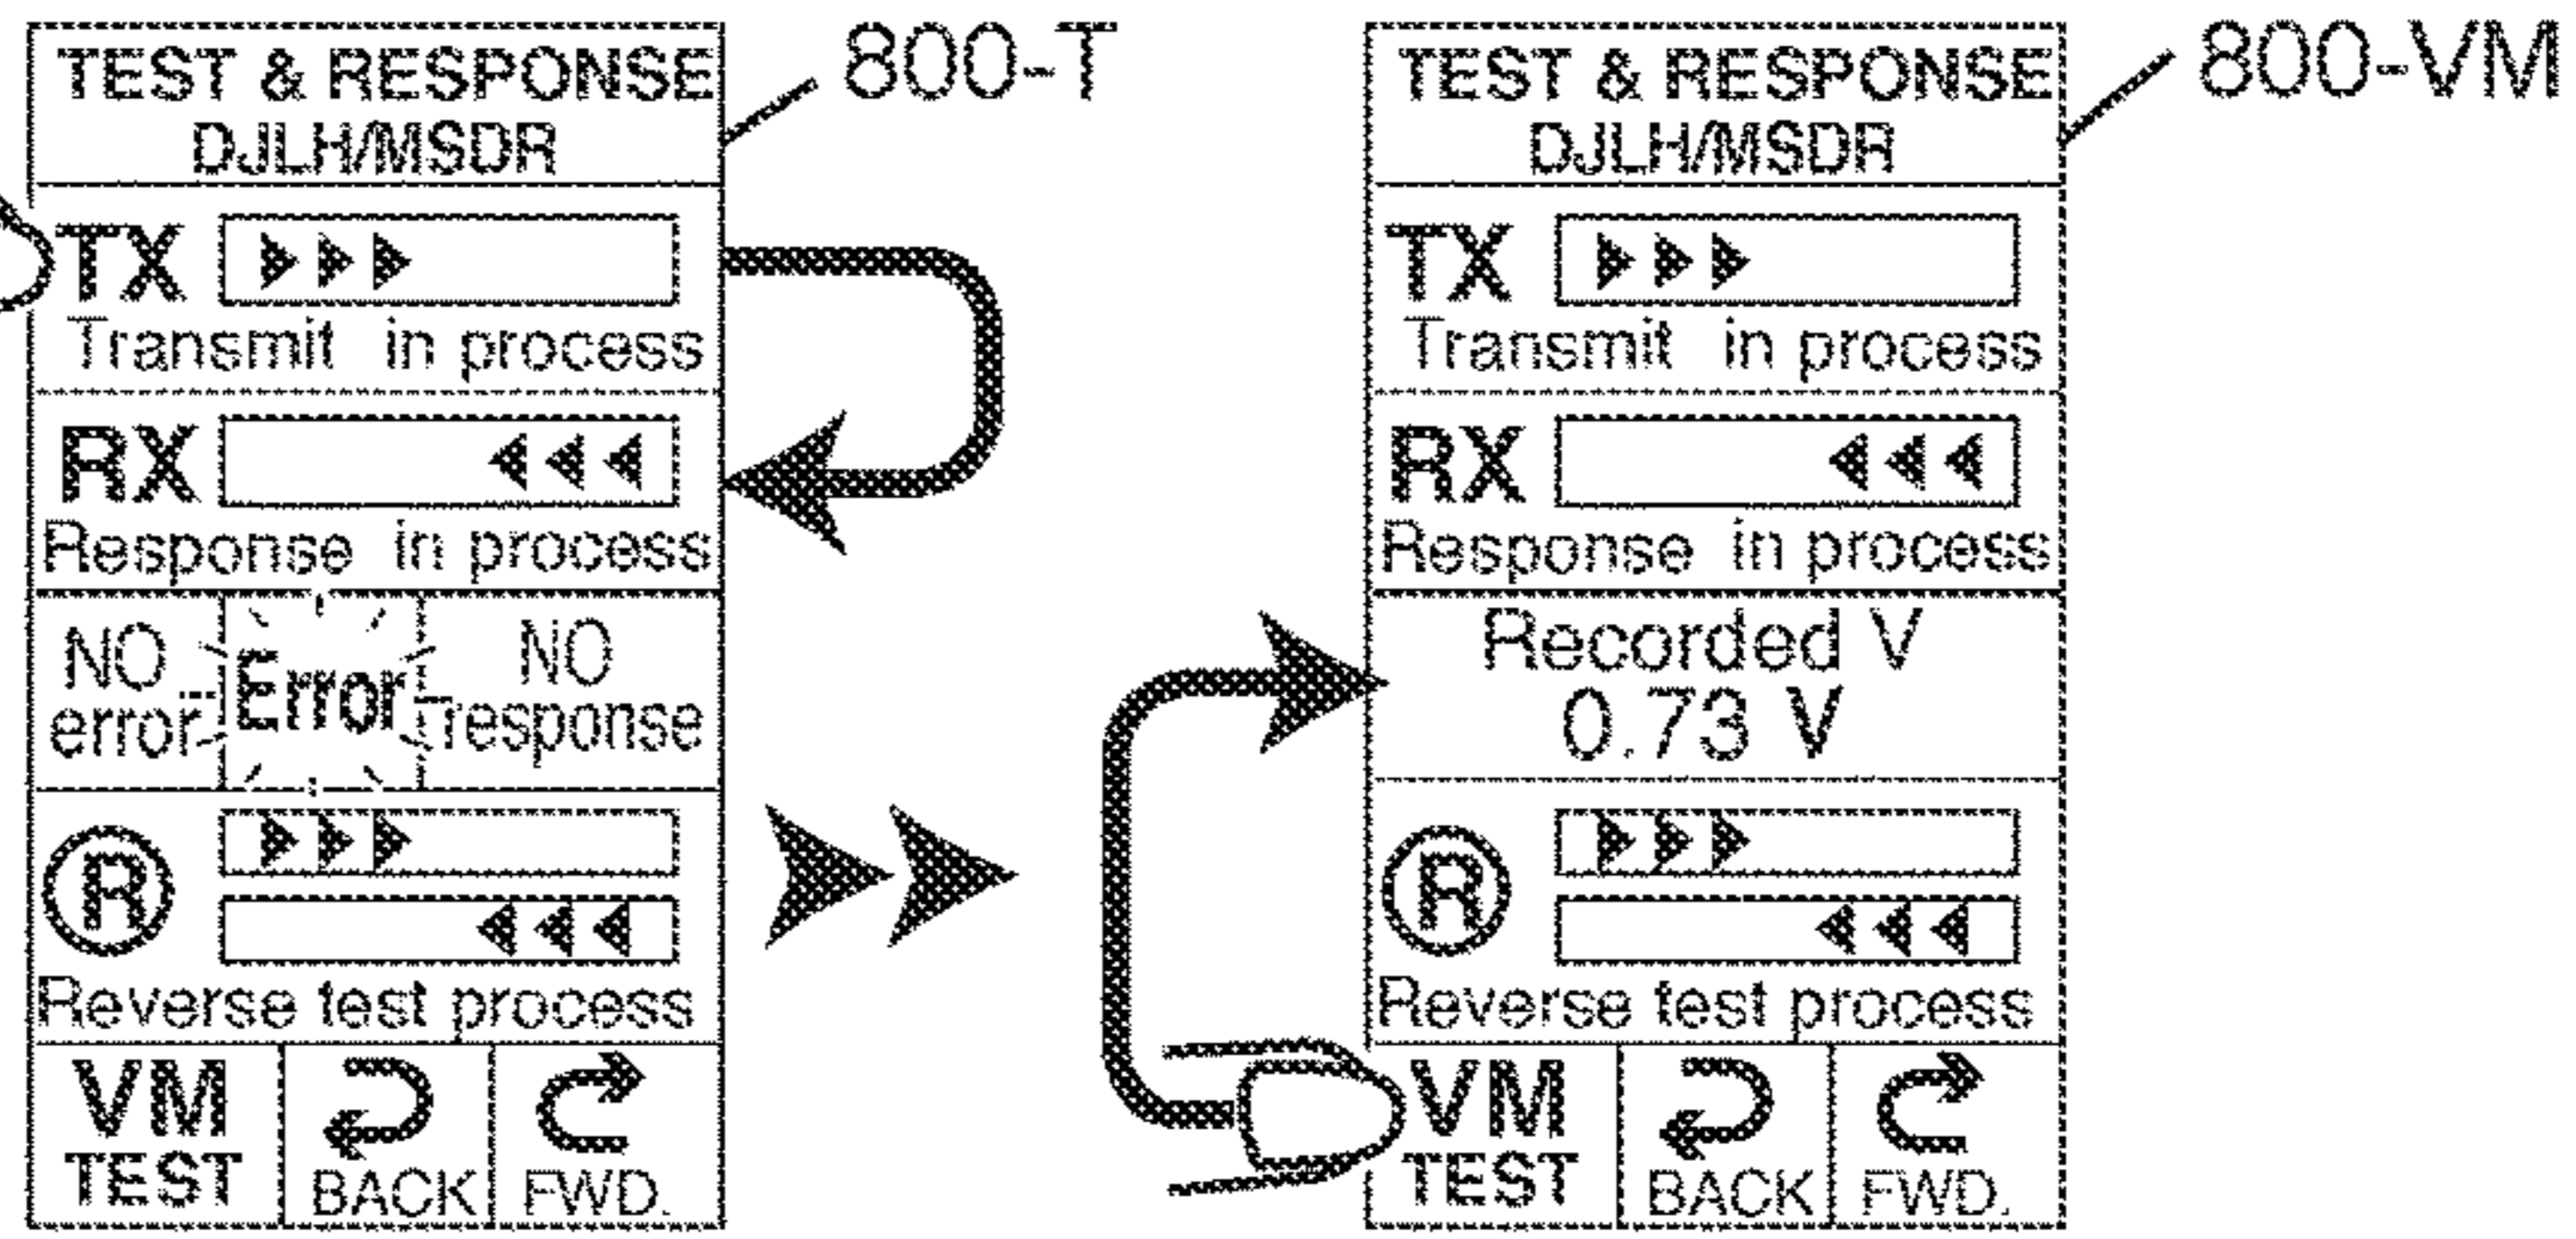 TEST & RESPONSE
DJLH/MSDR
800-T
TX
Transmit in process
RX
Response in process
NO error
Error
NO response
R
Reverse test process
VM TEST
BACK
FWD.
TEST & RESPONSE
DJLH/MSDR
800-VM
TX
Transmit in process
RX
Response in process
Recorded V
0.73 V
R
Reverse test process
VM TEST
BACK
FWD.